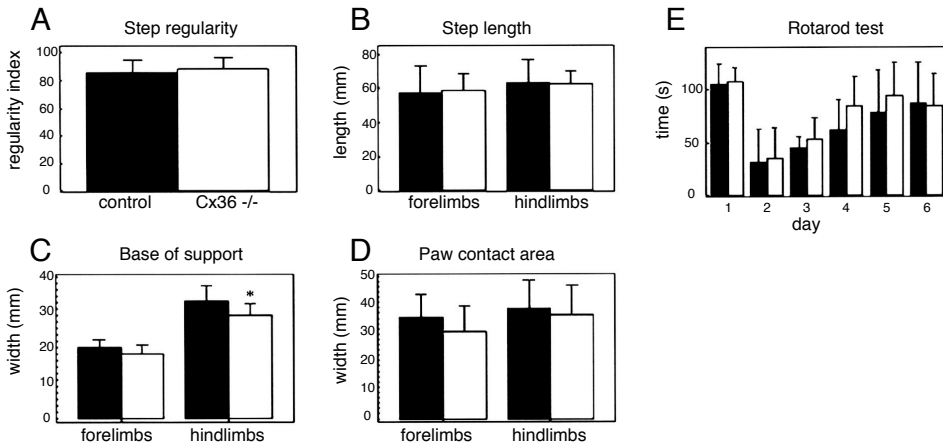 A
Step regularity
regularity index
100
80
60
40
20
0
control
Cx36 -/-
B
Step length
length (mm)
80
60
40
20
0
forelimbs
hindlimbs
E
Rotarod test
time (s)
100
50
0
1 2 3 4 5 6
day
C
Base of support
width (mm)
40
30
20
10
0
*
forelimbs
hindlimbs
D
Paw contact area
width (mm)
50
40
30
20
10
0
forelimbs
hindlimbs